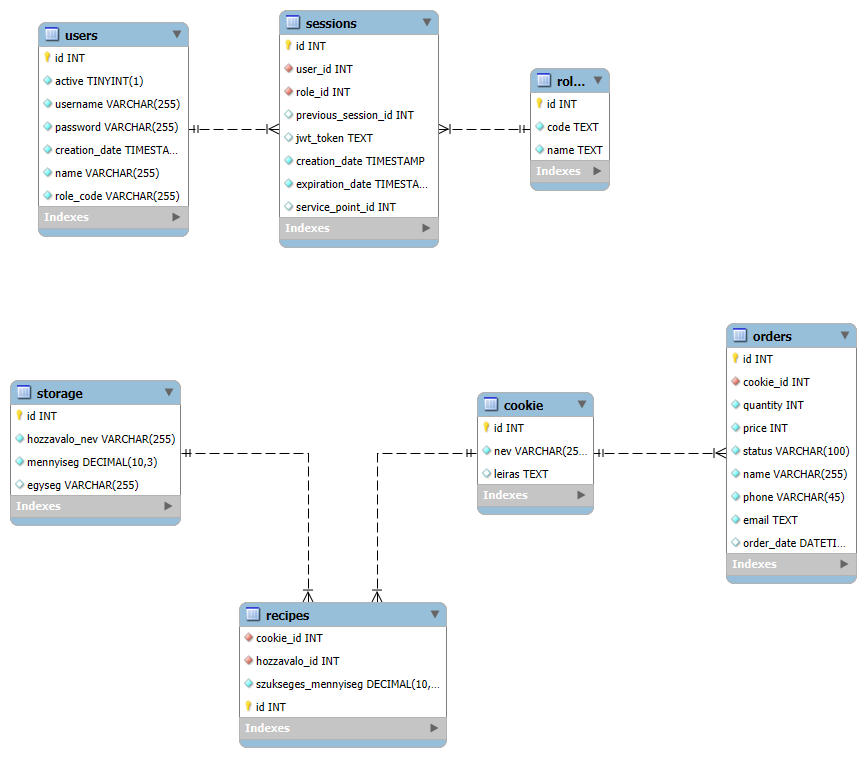 users
id INT
active TINYINT(1)
username VARCHAR(255)
password VARCHAR(255)
creation_date TIMESTA...
name VARCHAR(255)
role_code VARCHAR(255)
Indexes
sessions
id INT
user_id INT
role_id INT
previous_session_id INT
jwt_token TEXT
creation_date TIMESTAMP
expiration_date TIMESTA...
service_point_id INT
Indexes
rol...
id INT
code TEXT
name TEXT
Indexes
storage
id INT
hozzavalo_nev VARCHAR(255)
mennyiseg DECIMAL(10,3)
egyseg VARCHAR(255)
Indexes
cookie
id INT
nev VARCHAR(25...
leiras TEXT
Indexes
orders
id INT
cookie_id INT
quantity INT
price INT
status VARCHAR(100)
name VARCHAR(255)
phone VARCHAR(45)
email TEXT
order_date DATETI...
Indexes
recipes
cookie_id INT
hozzavalo_id INT
szukseges_mennyiseg DECIMAL(10,...
id INT
Indexes